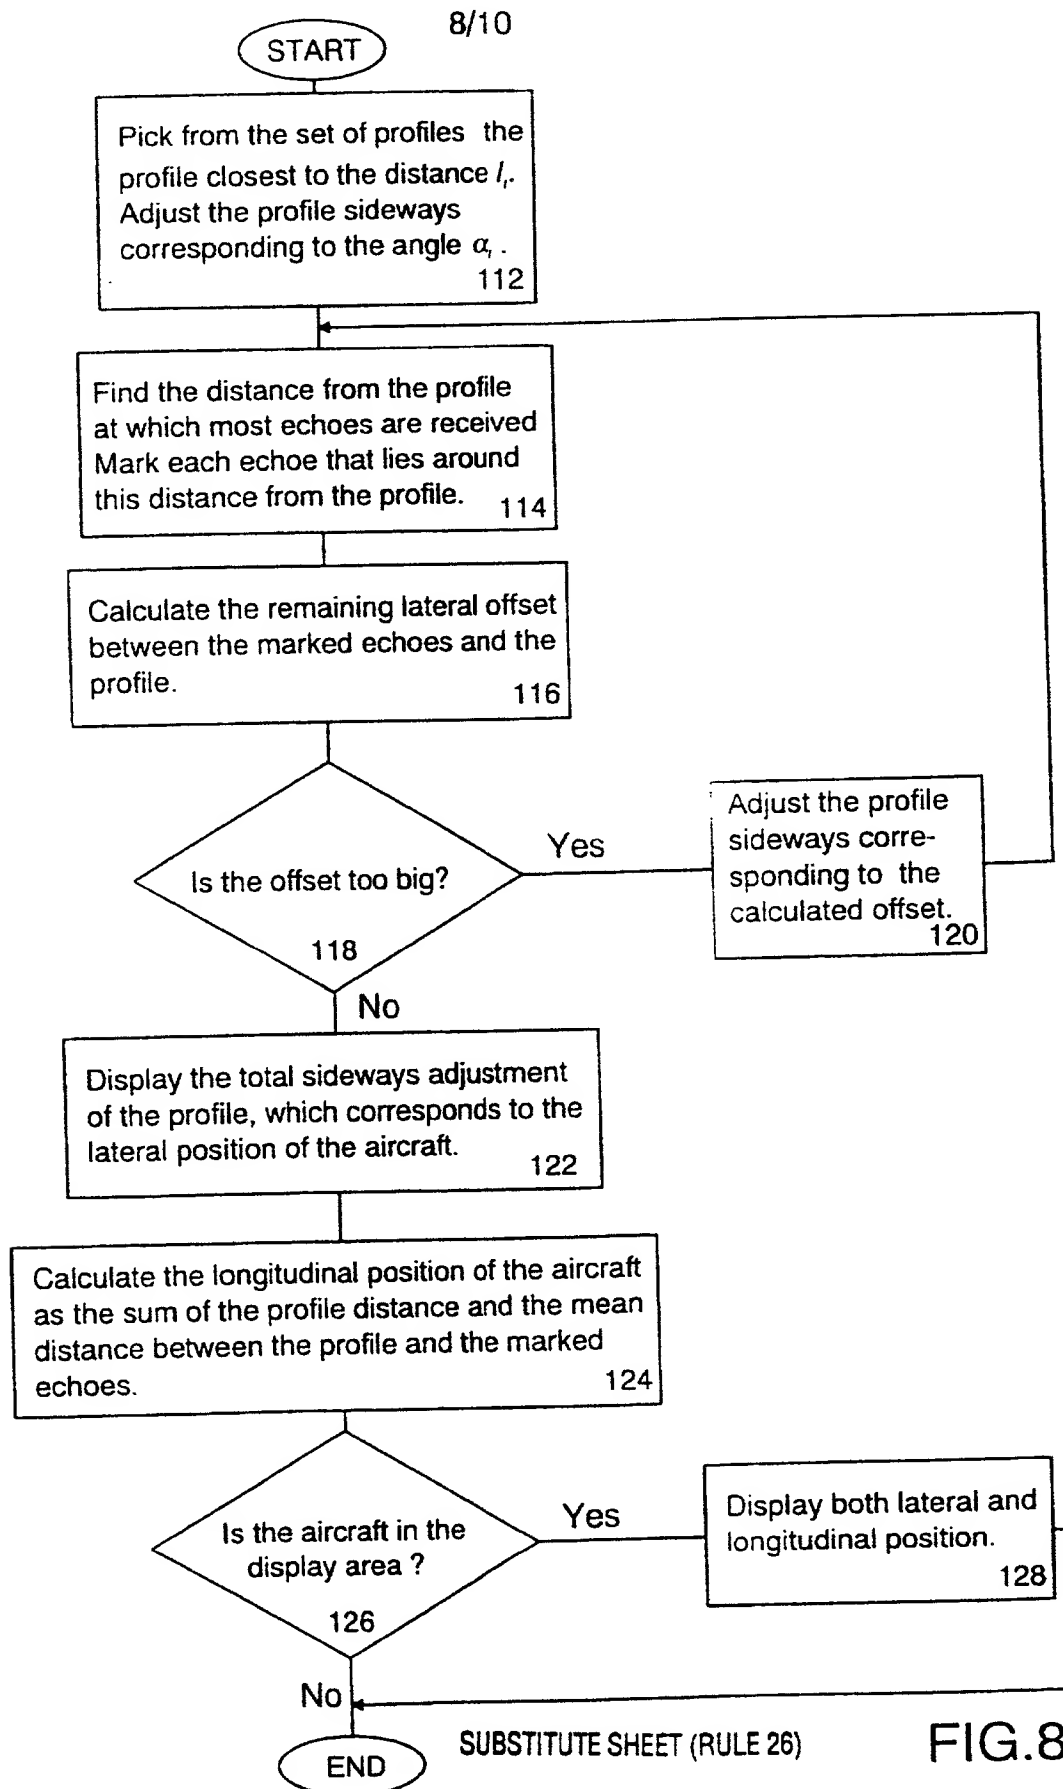 8/10
START
Pick from the set of profiles the
profile closest to the distance lᵢ.
Adjust the profile sideways
corresponding to the angle αᵢ .
112
Find the distance from the profile
at which most echoes are received
Mark each echoe that lies around
this distance from the profile.
114
Calculate the remaining lateral offset
between the marked echoes and the
profile.
116
Is the offset too big?
118
Yes
Adjust the profile
sideways corre-
sponding to the
calculated offset.
120
No
Display the total sideways adjustment
of the profile, which corresponds to the
lateral position of the aircraft.
122
Calculate the longitudinal position of the aircraft
as the sum of the profile distance and the mean
distance between the profile and the marked
echoes.
124
Is the aircraft in the
display area ?
126
Yes
Display both lateral and
longitudinal position.
128
No
END
SUBSTITUTE SHEET (RULE 26)
FIG.8